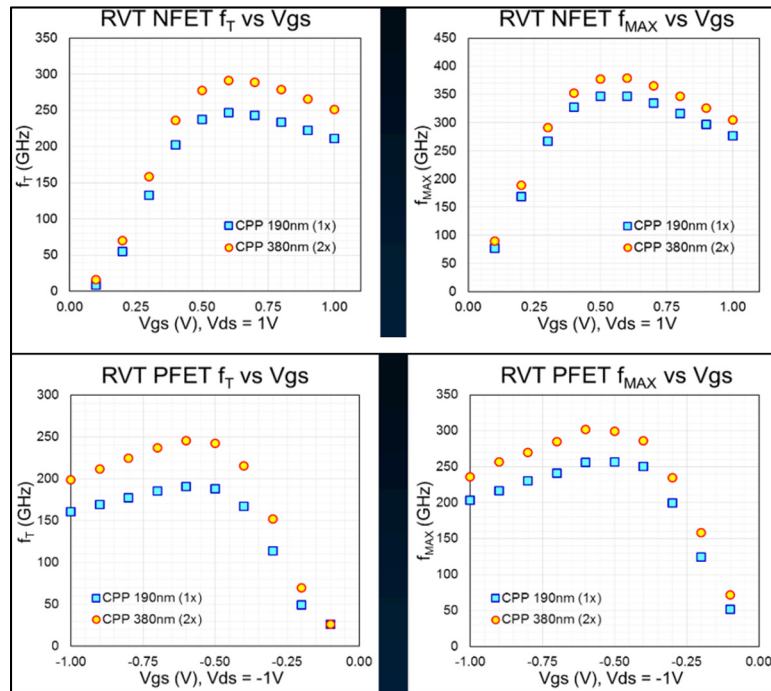 RVT NFET fT vs Vgs
350
300
250
200
150
100
50
0
fT (GHz)
CPP 190nm (1x)
CPP 380nm (2x)
0.00 0.25 0.50 0.75 1.00
Vgs (V), Vds = 1V
RVT NFET fMAX vs Vgs
450
400
350
300
250
200
150
100
50
0
fMAX (GHz)
CPP 190nm (1x)
CPP 380nm (2x)
0.00 0.25 0.50 0.75 1.00
Vgs (V), Vds = 1V
RVT PFET fT vs Vgs
300
250
200
150
100
50
0
fT (GHz)
CPP 190nm (1x)
CPP 380nm (2x)
-1.00 -0.75 -0.50 -0.25 0.00
Vgs (V), Vds = -1V
RVT PFET fMAX vs Vgs
350
300
250
200
150
100
50
0
fMAX (GHz)
CPP 190nm (1x)
CPP 380nm (2x)
-1.00 -0.75 -0.50 -0.25 0.00
Vgs (V), Vds = -1V